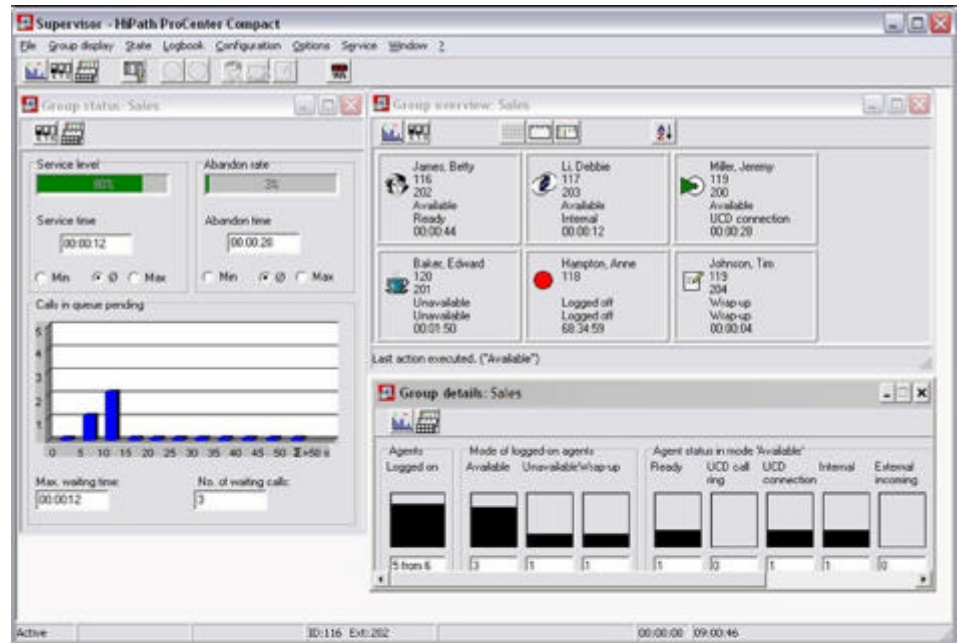 Supervisor - HiPath ProCenter Compact
File Group display State Logbook Configuration Options Service Window ?
Group status: Sales
Service level
80%
Service time
00:00:12
Min Ø Max
Abandon rate
3%
Abandon time
00:00:28
Min Ø Max
Calls in queue pending
5
4
3
2
1
0 5 10 15 20 25 30 35 40 45 50 Σ>50 s
Max. waiting time:
00:00:12
No. of waiting calls:
3
Group overview: Sales
James, Betty
116
202
Available
Ready
00:00:44
Li, Debbie
117
203
Available
Internal
00:00:12
Miller, Jeremy
119
200
Available
UCD connection
00:00:28
Baker, Edward
120
201
Unavailable
Unavailable
00:01:50
Hampton, Anne
118
Logged off
Logged off
68:34:59
Johnson, Tim
119
204
Wrap-up
Wrap-up
00:00:04
Last action executed. ("Available")
Group details: Sales
Agents
Logged on
5 from 6
Mode of logged-on agents
Available Unavailable Wrap-up
3 1 1
Agent status in mode 'Available'
Ready UCD call ring UCD connection Internal External incoming
1 0 1 1 0
Active ID:116 Ext:202 00:00:00 09:00:46